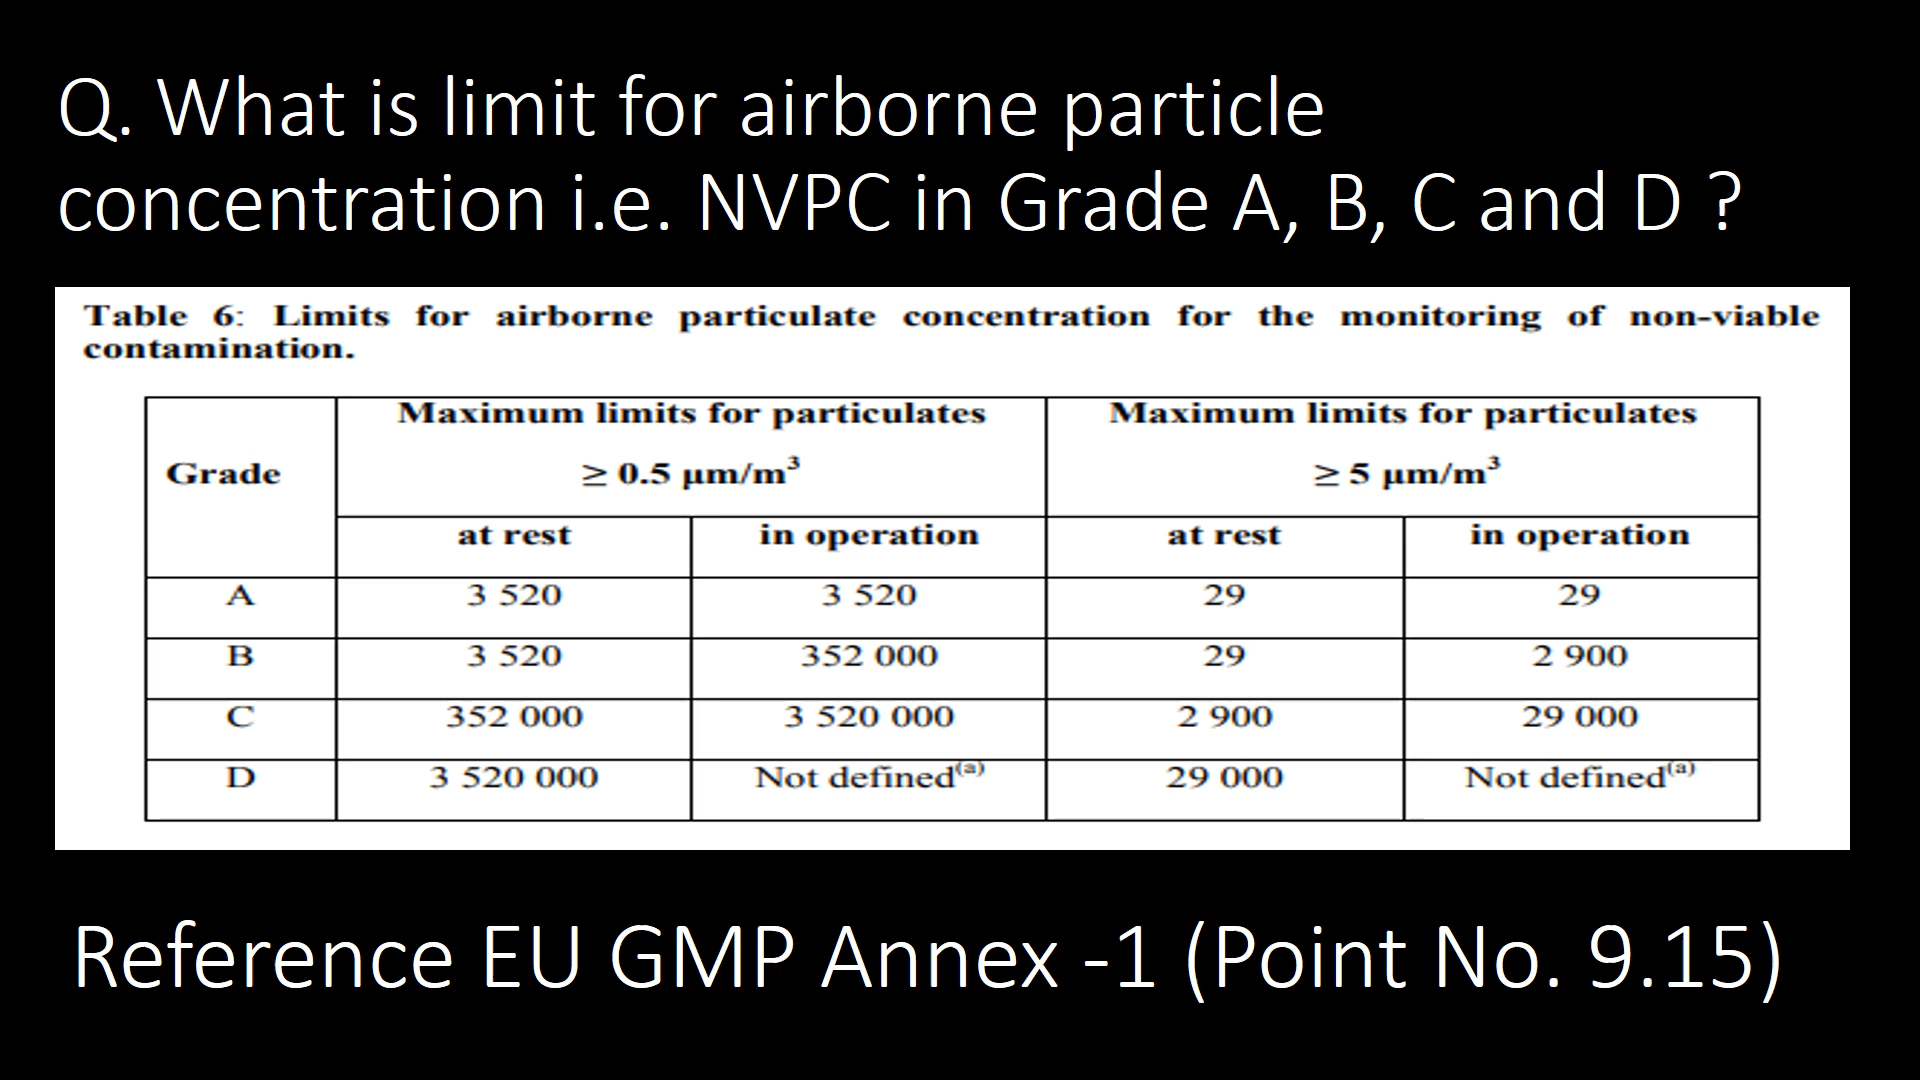 Q. What is limit for airborne particle
concentration i.e. NVPC in Grade A, B, C and D ?
Table 6: Limits for airborne particulate concentration for the monitoring of non-viable
contamination.
Grade
Maximum limits for particulates
≥ 0.5 µm/m³
Maximum limits for particulates
≥ 5 µm/m³
at rest in operation at rest in operation
A 3 520 3 520 29 29
B 3 520 352 000 29 2 900
C 352 000 3 520 000 2 900 29 000
D 3 520 000 Not defined(a) 29 000 Not defined(a)
Reference EU GMP Annex -1 (Point No. 9.15)